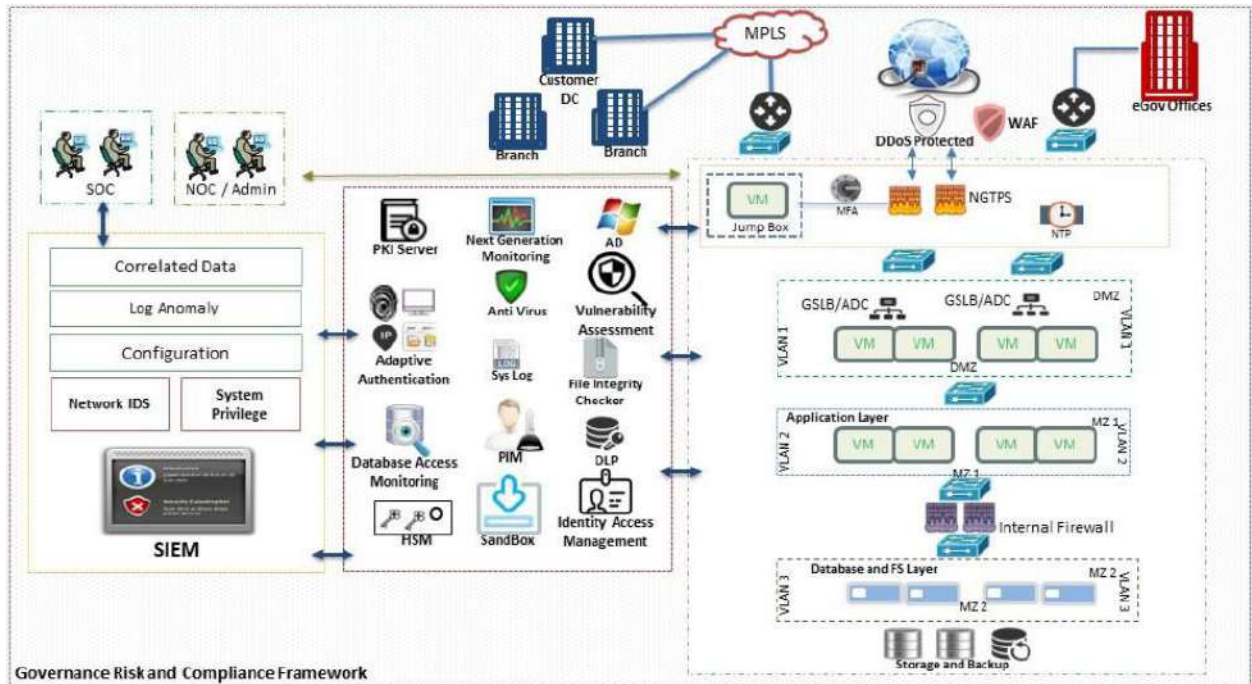 MPLS
Customer
DC
Branch
Branch
DDoS Protected
WAF
eGov Offices
SOC
NOC / Admin
Correlated Data
Log Anomaly
Configuration
Network IDS
System
Privilege
SIEM
PKI Server
Next Generation
Monitoring
AD
Anti Virus
Vulnerability
Assessment
IP
Adaptive
Authentication
LOG
Sys Log
File Integrity
Checker
Database Access
Monitoring
PIM
DLP
HSM
SandBox
Identity Access
Management
VM
Jump Box
MFA
NGTPS
NTP
GSLB/ADC
GSLB/ADC
DMZ
VLAN 1
VLAN 1
VM
VM
VM
VM
DMZ
Application Layer
MZ 1
VLAN 2
VLAN 2
VM
VM
VM
VM
MZ 1
Internal Firewall
Database and FS Layer
MZ 2
VLAN 3
VLAN 3
MZ 2
Storage and Backup
Governance Risk and Compliance Framework